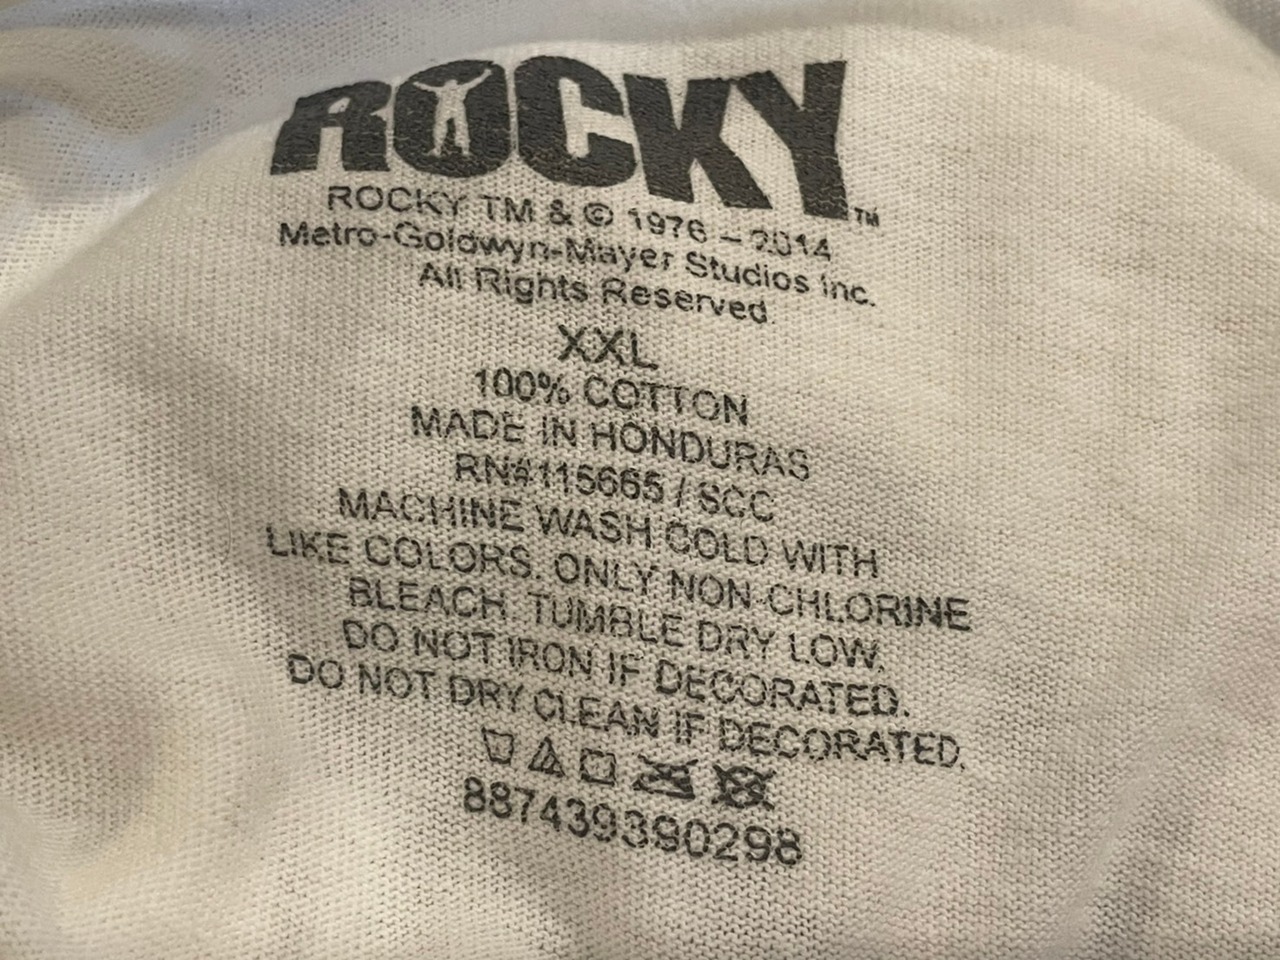 ROCKY™
ROCKY TM & © 1976 – 2014
Metro-Goldwyn-Mayer Studios Inc.
All Rights Reserved.
XXL
100% COTTON
MADE IN HONDURAS
RN#115665 / SCC
MACHINE WASH COLD WITH
LIKE COLORS. ONLY NON-CHLORINE
BLEACH. TUMBLE DRY LOW.
DO NOT IRON IF DECORATED.
DO NOT DRY CLEAN IF DECORATED.
887439390298